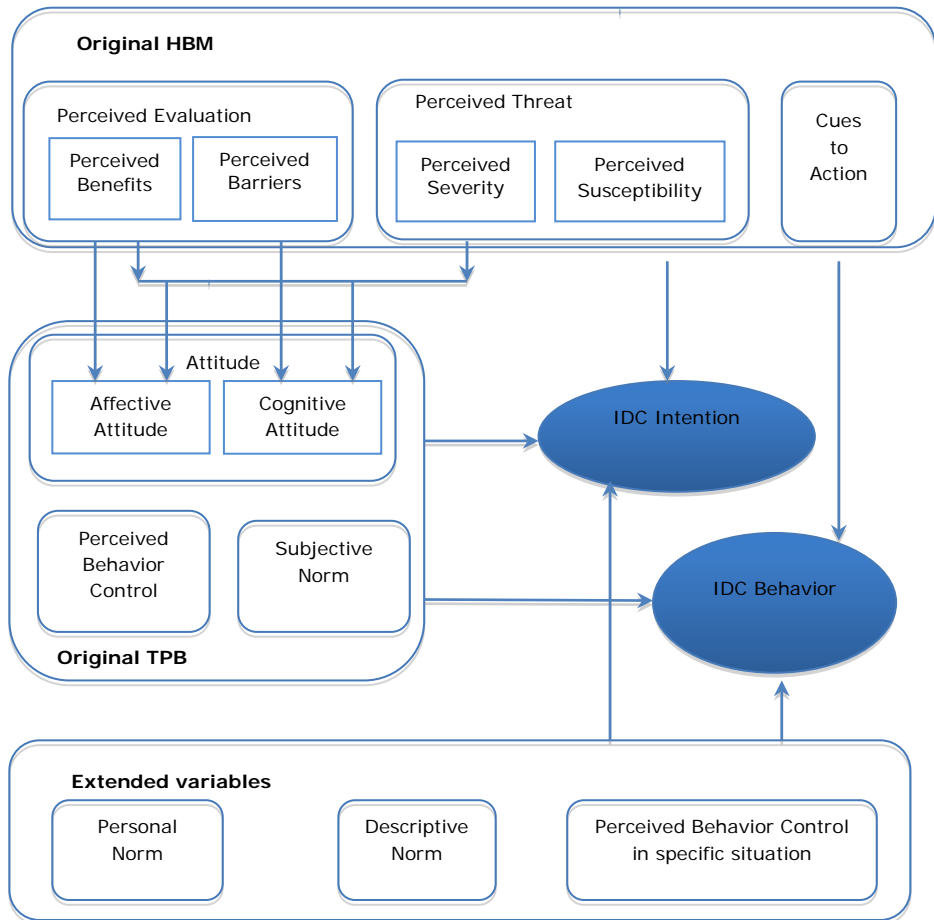 Original HBM
Perceived Evaluation
Perceived
Benefits
Perceived
Barriers
Perceived Threat
Perceived
Severity
Perceived
Susceptibility
Cues
to
Action
Attitude
Affective
Attitude
Cognitive
Attitude
Perceived
Behavior
Control
Subjective
Norm
Original TPB
IDC Intention
IDC Behavior
Extended variables
Personal
Norm
Descriptive
Norm
Perceived Behavior Control
in specific situation